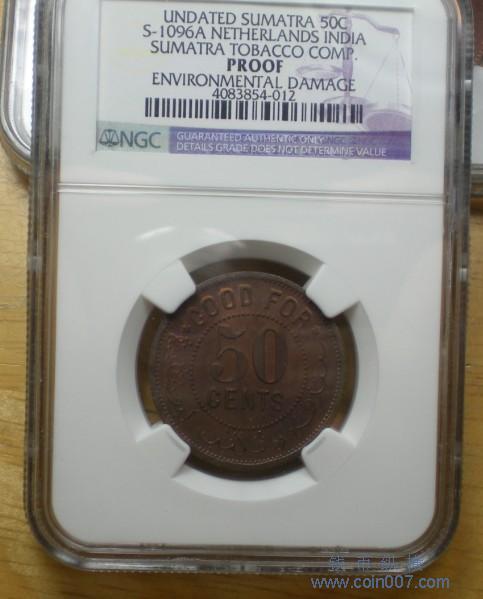 UNDATED SUMATRA 50C
S-1096A NETHERLANDS INDIA
SUMATRA TOBACCO COMP.
PROOF
ENVIRONMENTAL DAMAGE
4083854-012
NGC
GUARANTEED AUTHENTIC ONLY
DETAILS GRADE DOES NOT DETERMINE VALUE
GOOD FOR
50
CENTS
www.coin007.com